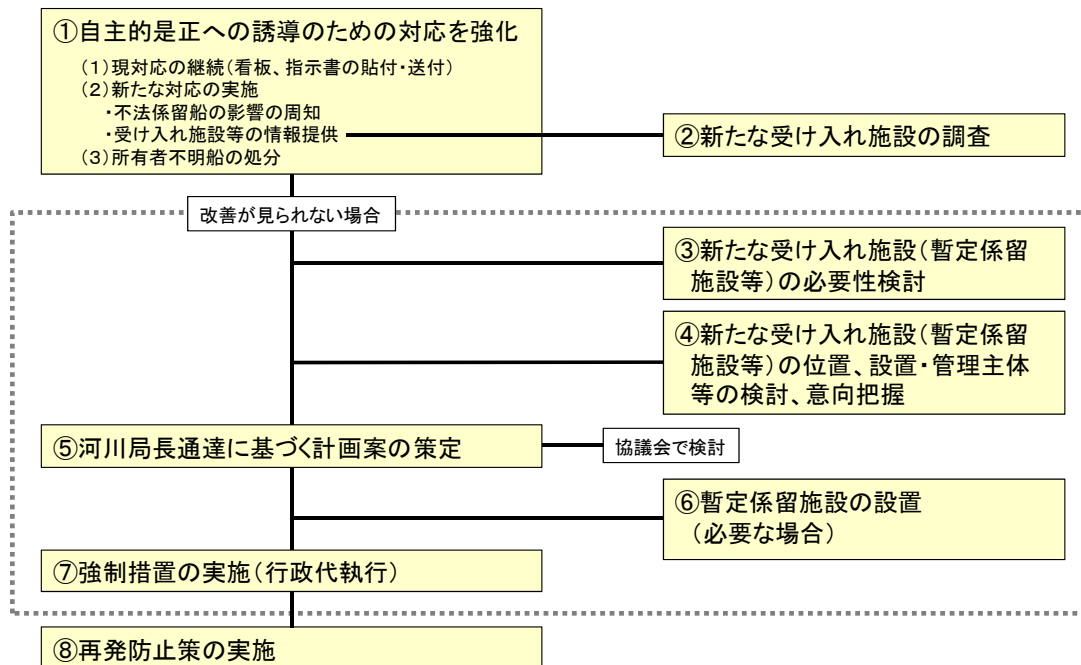 ①自主的是正への誘導のための対応を強化
(1)現対応の継続(看板、指示書の貼付・送付)
(2)新たな対応の実施
・不法係留船の影響の周知
・受け入れ施設等の情報提供
(3)所有者不明船の処分
②新たな受け入れ施設の調査
改善が見られない場合
③新たな受け入れ施設(暫定係留
施設等)の必要性検討
④新たな受け入れ施設(暫定係留
施設等)の位置、設置・管理主体
等の検討、意向把握
⑤河川局長通達に基づく計画案の策定
協議会で検討
⑥暫定係留施設の設置
(必要な場合)
⑦強制措置の実施(行政代執行)
⑧再発防止策の実施